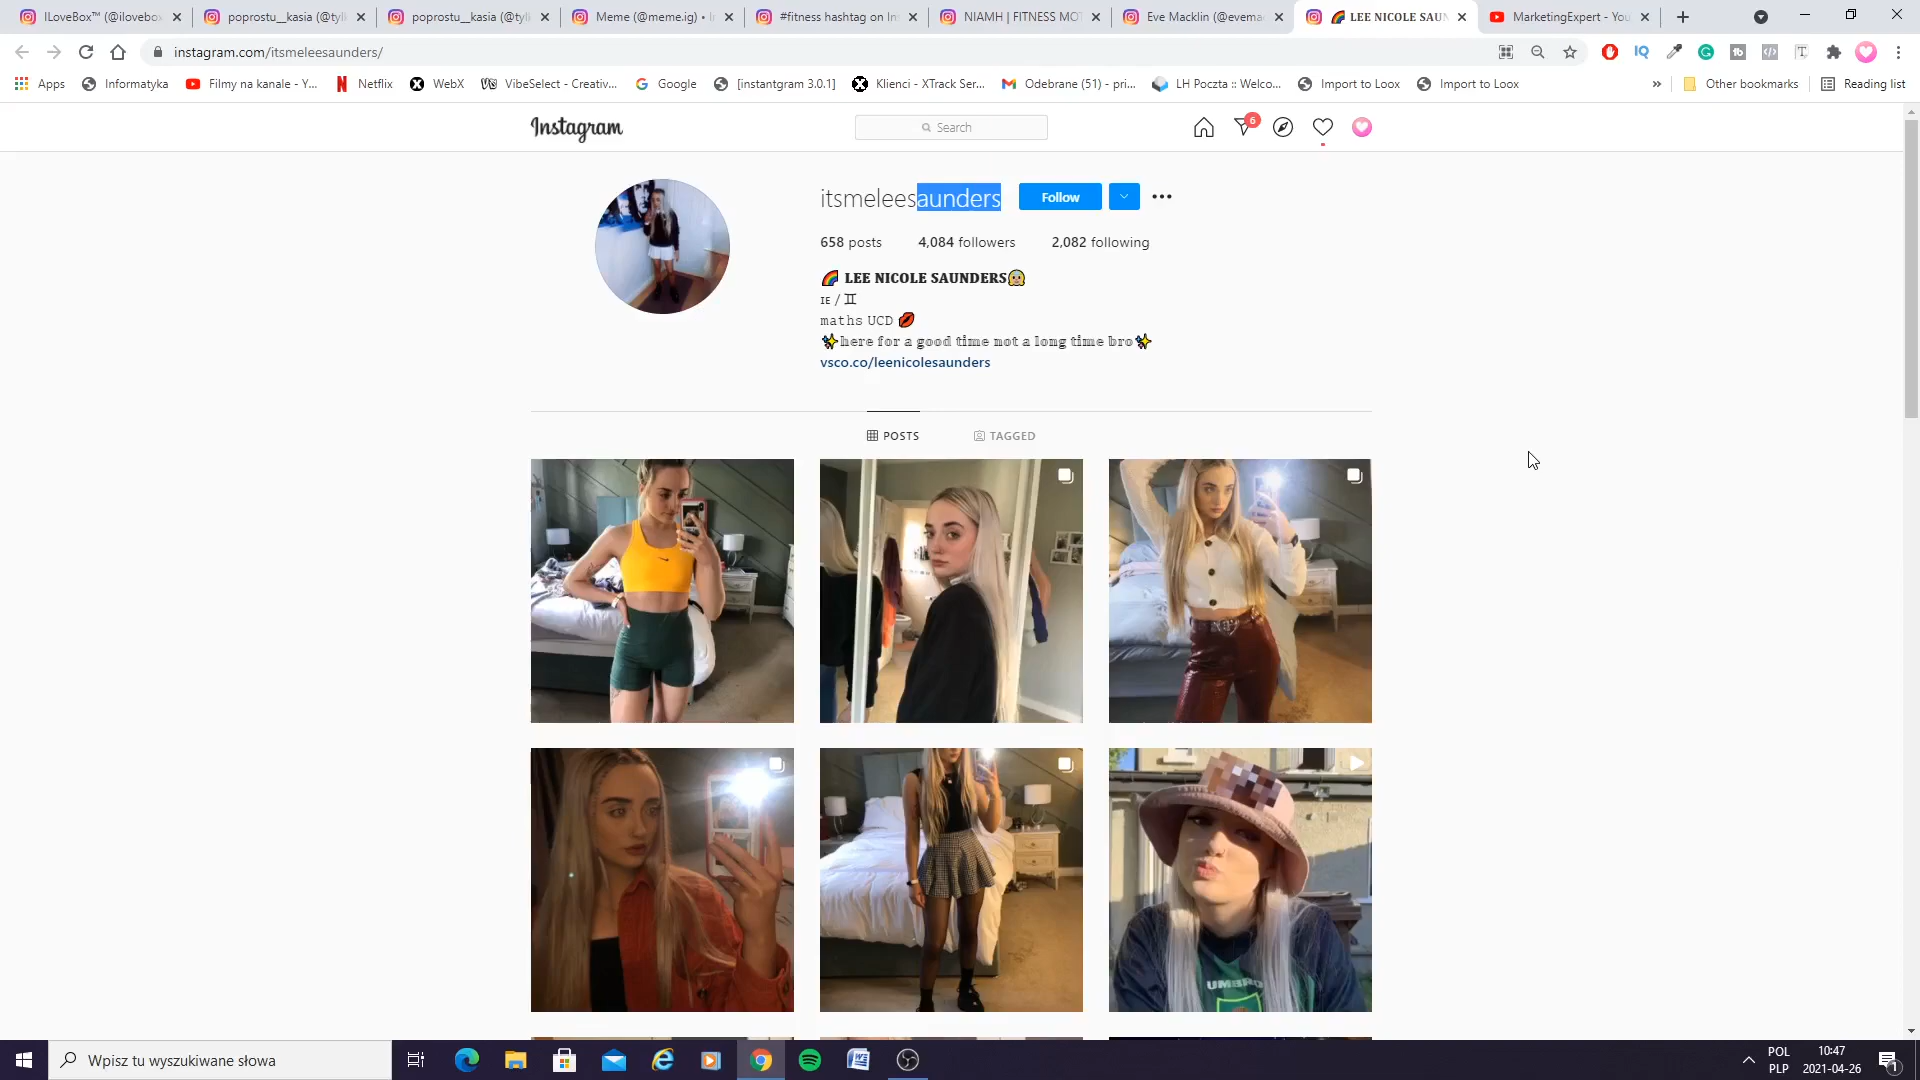 ILoveBox™ (@ilovebox
poprostu__kasia (@tyl
poprostu__kasia (@tyl
Meme (@meme.ig) •
#fitness hashtag on In
NIAMH | FITNESS MO
Eve Macklin (@evema
🌈 LEE NICOLE SAUN
MarketingExpert - You
instagram.com/itsmeleesaunders/
Apps
Informatyka
Filmy na kanale - Y...
Netflix
WebX
VibeSelect - Creativ...
Google
[instantgram 3.0.1]
Klienci - XTrack Ser...
Odebrane (51) - pri...
LH Poczta :: Welco...
Import to Loox
Import to Loox
»
Other bookmarks
Reading list
Instagram
Search
6
itsmeleesaunders
Follow
658 posts 4,084 followers 2,082 following
🌈 LEE NICOLE SAUNDERS
ɪᴇ / ♊
maths UCD 💋
✨here for a good time not a long time bro✨
vsco.co/leenicolesaunders
POSTS
TAGGED
UMBRO
Wpisz tu wyszukiwane słowa
POL
PLP
10:47
2021-04-26
1